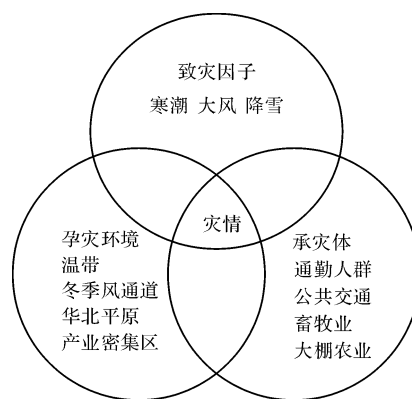 致灾因子
寒潮 大风 降雪
灾情
孕灾环境
温带
冬季风通道
华北平原
产业密集区
承灾体
通勤人群
公共交通
畜牧业
大棚农业